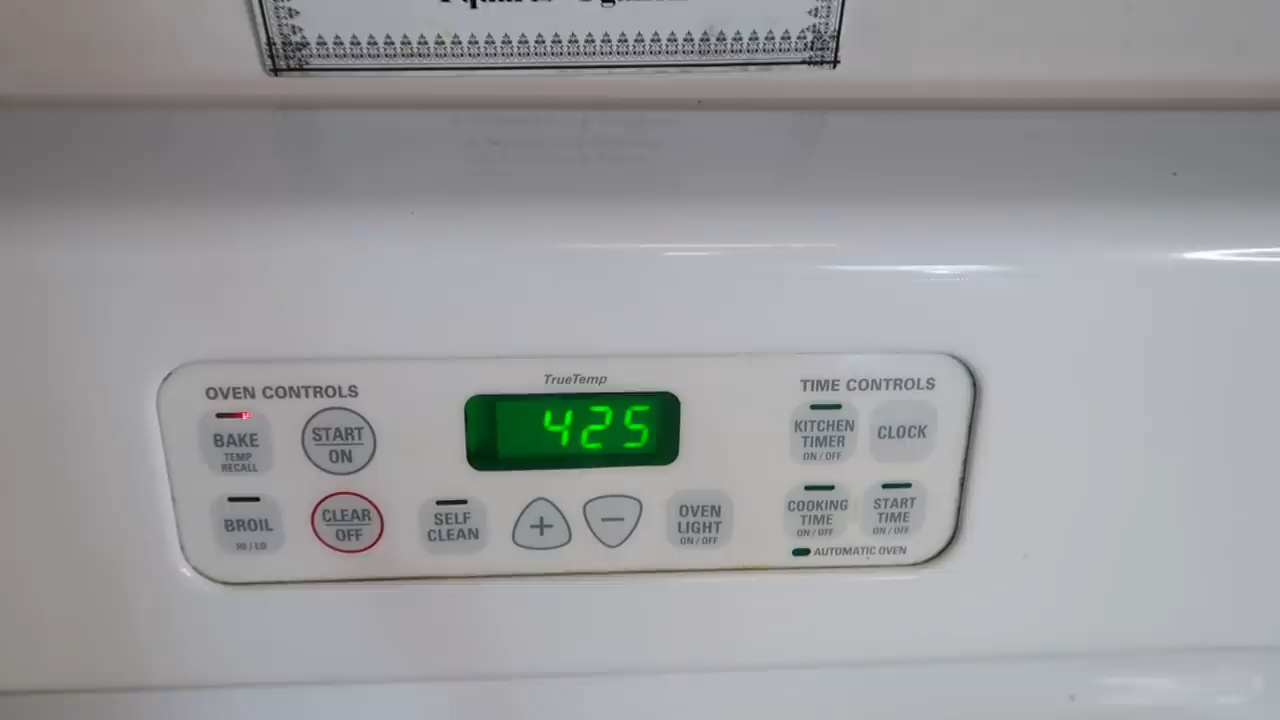 OVEN CONTROLS
BAKE
TEMP
RECALL
START
ON
BROIL
HI / LO
CLEAR
OFF
SELF
CLEAN
TrueTemp
425
+
−
OVEN
LIGHT
ON / OFF
TIME CONTROLS
KITCHEN
TIMER
ON / OFF
CLOCK
COOKING
TIME
ON / OFF
START
TIME
ON / OFF
AUTOMATIC OVEN